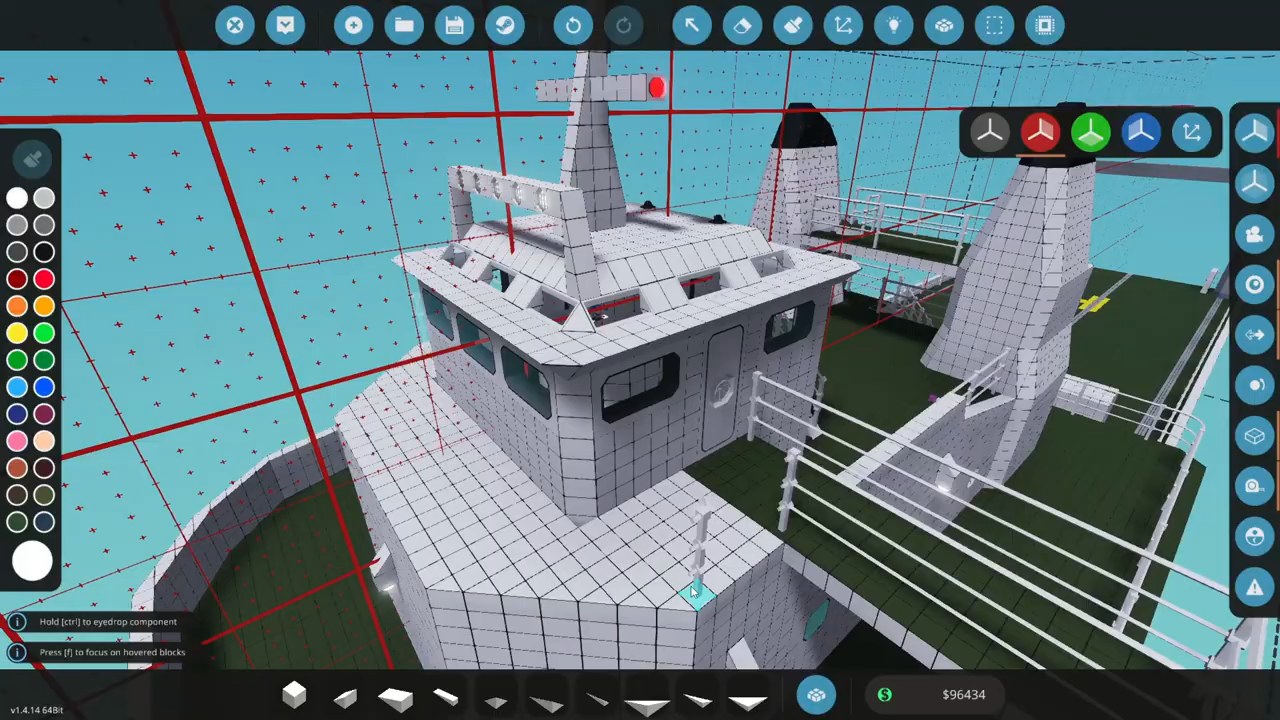 Hold [ctrl] to eyedrop component
Press [f] to focus on hovered blocks
v1.4.14 64Bit
$ $96434